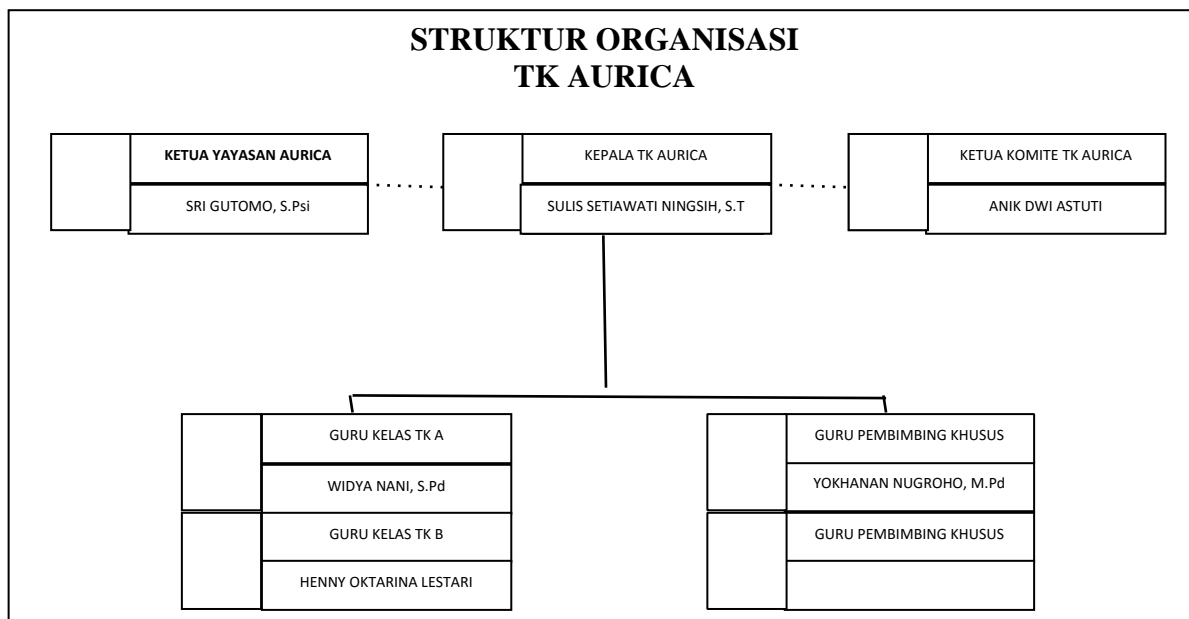 STRUKTUR ORGANISASI
TK AURICA
KETUA YAYASAN AURICA
SRI GUTOMO, S.Psi
KEPALA TK AURICA
SULIS SETIAWATI NINGSIH, S.T
KETUA KOMITE TK AURICA
ANIK DWI ASTUTI
GURU KELAS TK A
WIDYA NANI, S.Pd
GURU KELAS TK B
HENNY OKTARINA LESTARI
GURU PEMBIMBING KHUSUS
YOKHANAN NUGROHO, M.Pd
GURU PEMBIMBING KHUSUS